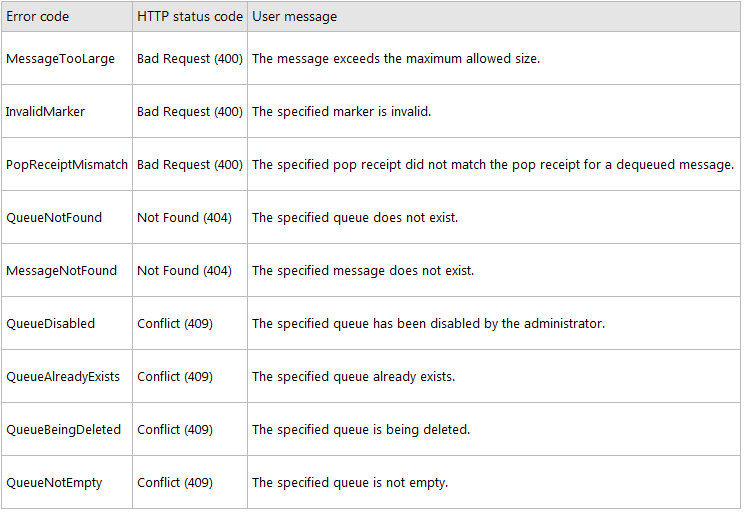 Error code HTTP status code User message
MessageTooLarge Bad Request (400) The message exceeds the maximum allowed size.
InvalidMarker Bad Request (400) The specified marker is invalid.
PopReceiptMismatch Bad Request (400) The specified pop receipt did not match the pop receipt for a dequeued message.
QueueNotFound Not Found (404) The specified queue does not exist.
MessageNotFound Not Found (404) The specified message does not exist.
QueueDisabled Conflict (409) The specified queue has been disabled by the administrator.
QueueAlreadyExists Conflict (409) The specified queue already exists.
QueueBeingDeleted Conflict (409) The specified queue is being deleted.
QueueNotEmpty Conflict (409) The specified queue is not empty.